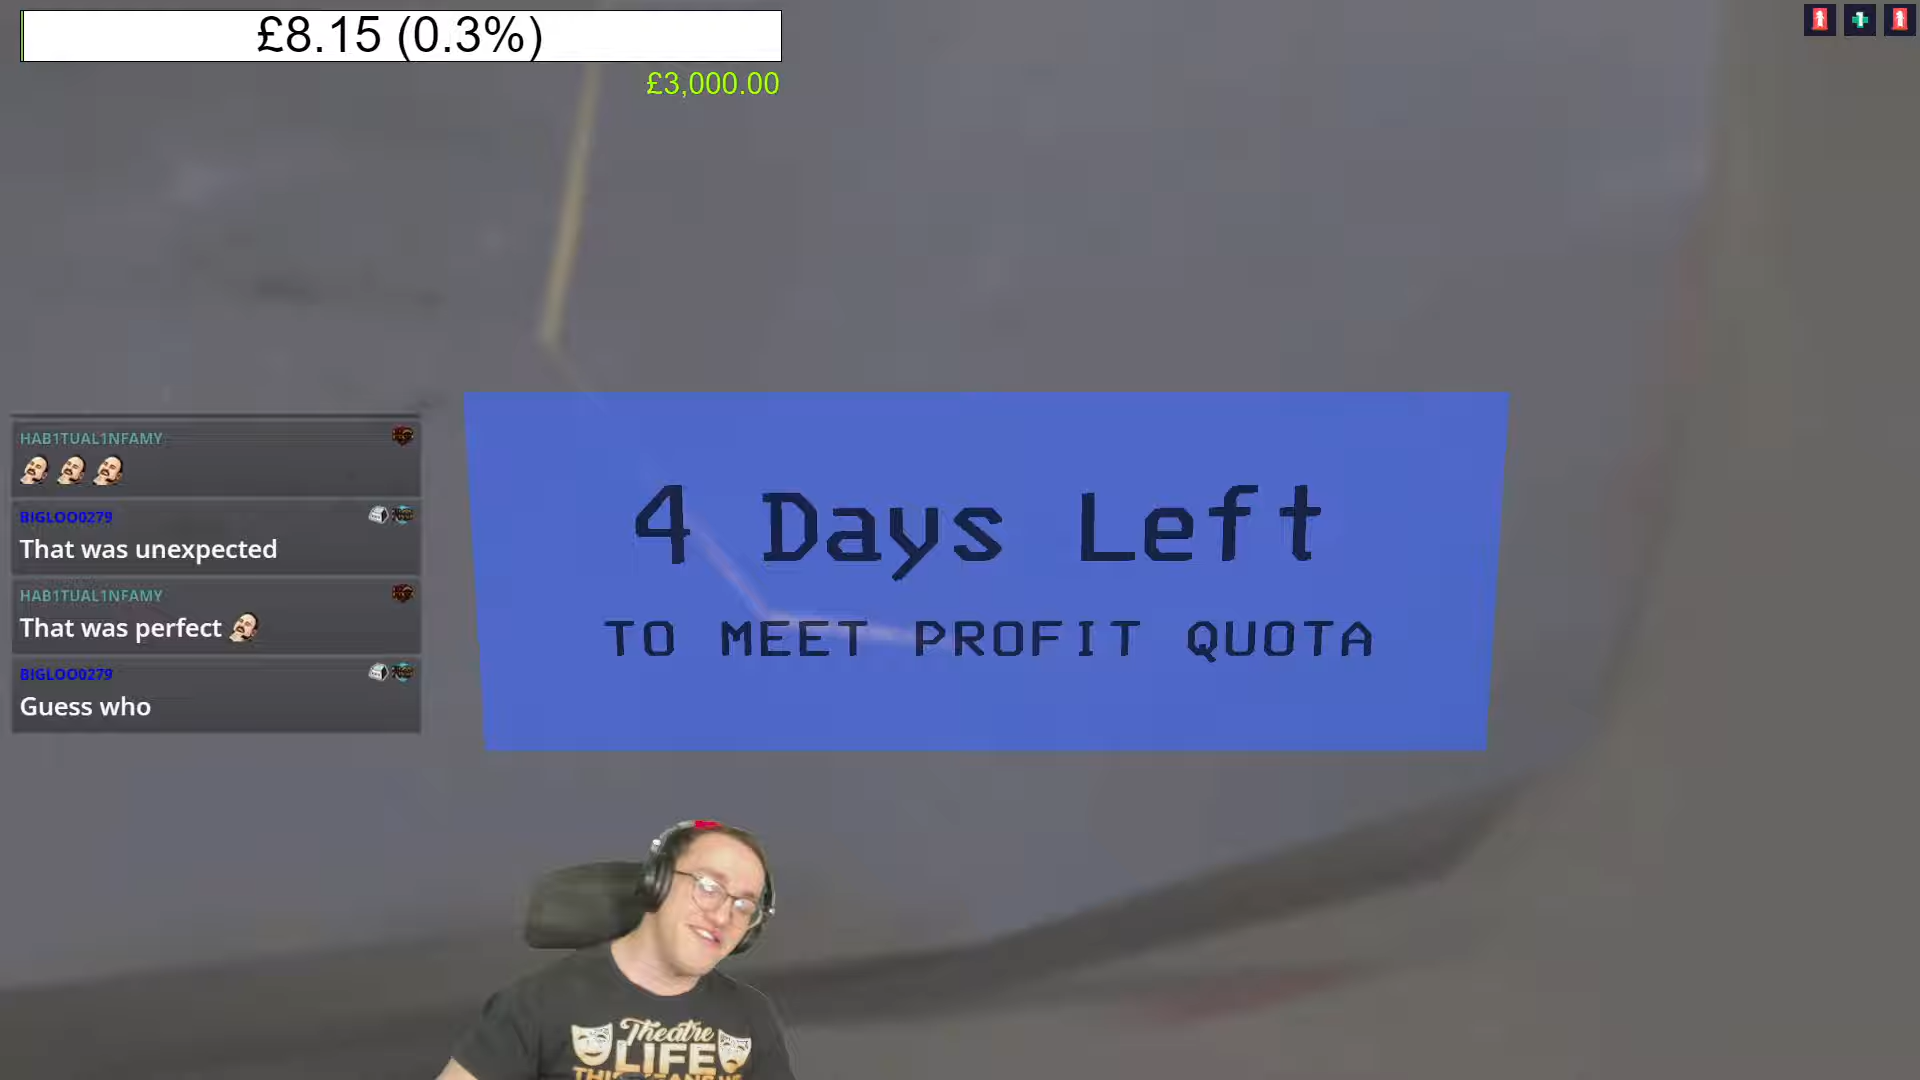 £8.15 (0.3%)
£3,000.00
HAB1TUAL1NFAMY
BIGLOO0279
That was unexpected
HAB1TUAL1NFAMY
That was perfect
BIGLOO0279
Guess who
4 Days Left
TO MEET PROFIT QUOTA
Theatre
LIFE